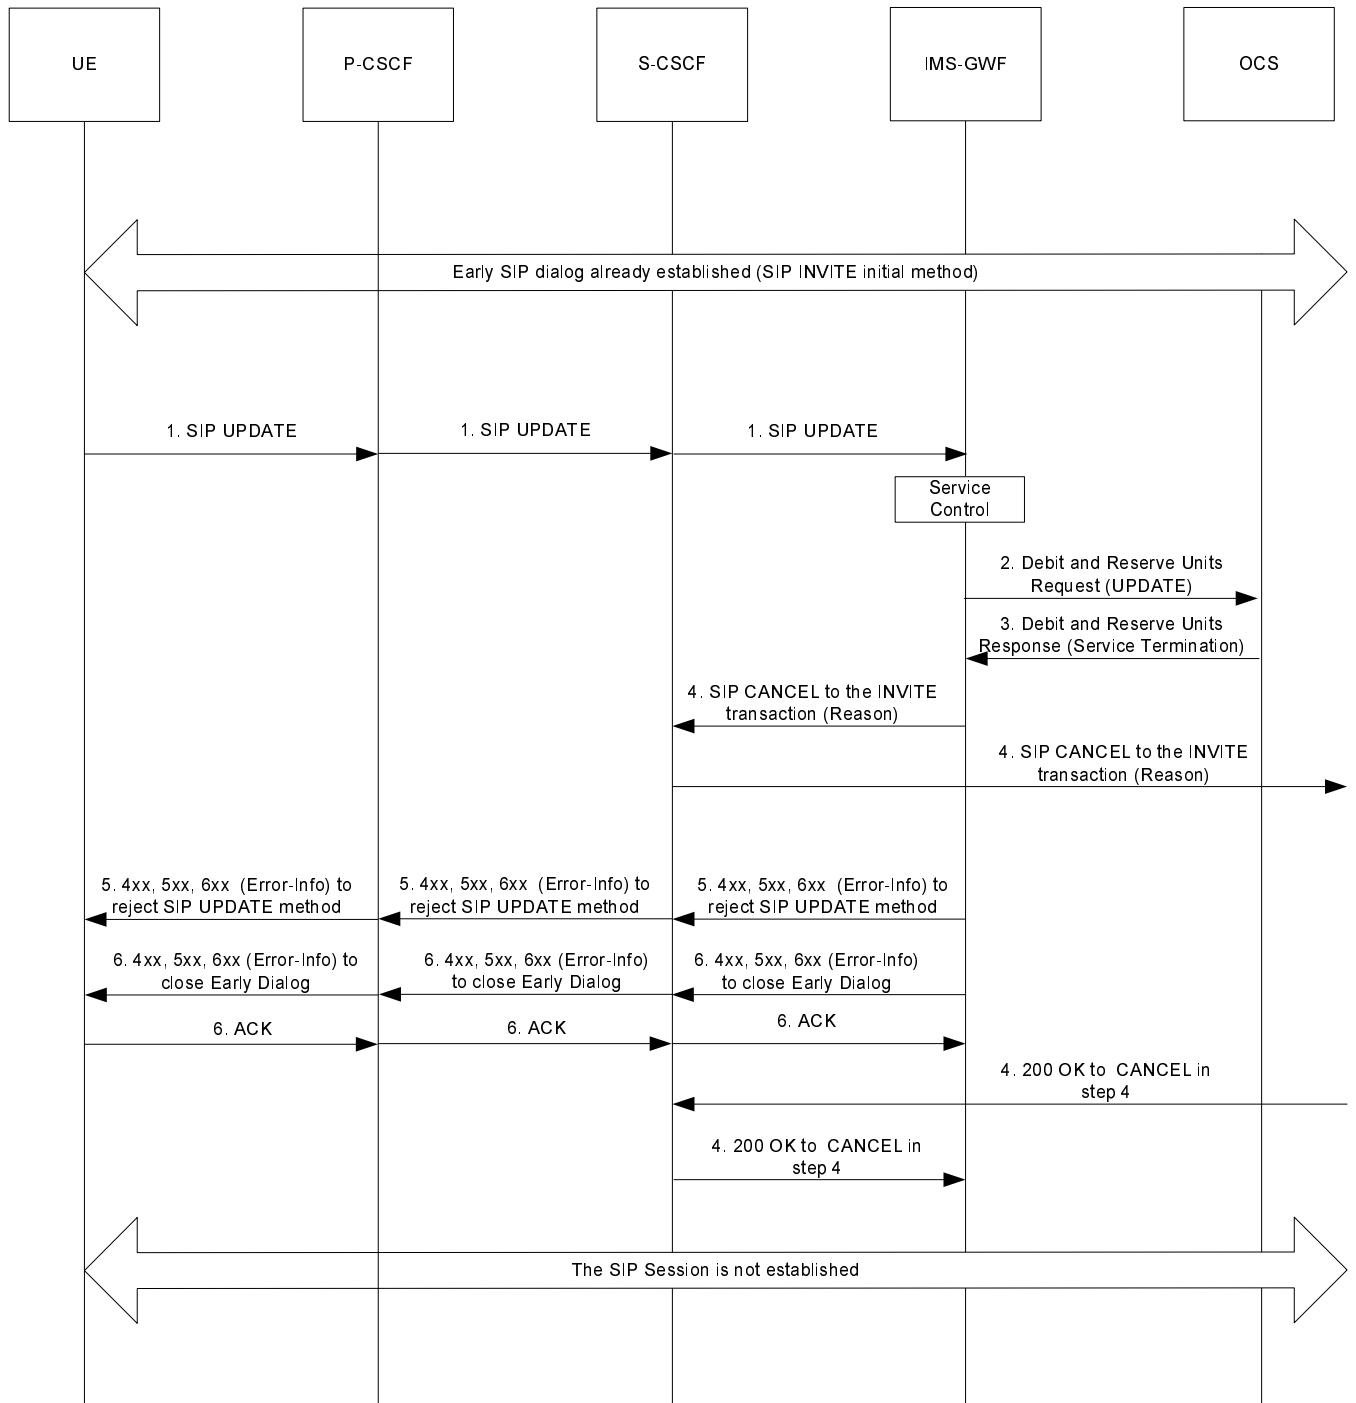 UE
P-CSCF
S-CSCF
IMS-GWF
OCS
Early SIP dialog already established (SIP INVITE initial method)
1. SIP UPDATE
1. SIP UPDATE
1. SIP UPDATE
Service
Control
2. Debit and Reserve Units
Request (UPDATE)
3. Debit and Reserve Units
Response (Service Termination)
4. SIP CANCEL to the INVITE
transaction (Reason)
4. SIP CANCEL to the INVITE
transaction (Reason)
5. 4xx, 5xx, 6xx (Error-Info) to
reject SIP UPDATE method
5. 4xx, 5xx, 6xx (Error-Info) to
reject SIP UPDATE method
5. 4xx, 5xx, 6xx (Error-Info) to
reject SIP UPDATE method
6. 4xx, 5xx, 6xx (Error-Info) to
close Early Dialog
6. 4xx, 5xx, 6xx (Error-Info)
to close Early Dialog
6. 4xx, 5xx, 6xx (Error-Info)
to close Early Dialog
6. ACK
6. ACK
6. ACK
4. 200 OK to CANCEL in
step 4
4. 200 OK to CANCEL in
step 4
The SIP Session is not established